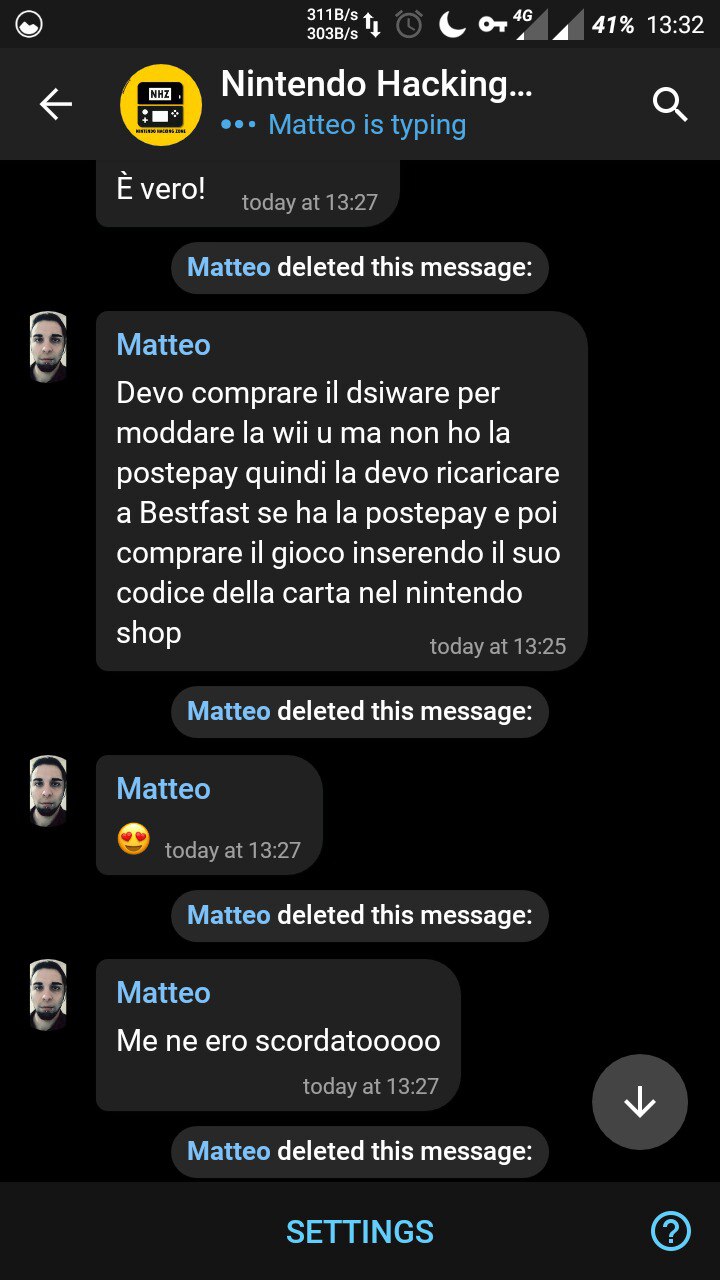 311B/s
303B/s
4G
41%
13:32
NHZ
NINTENDO HACKING ZONE
Nintendo Hacking...
Matteo is typing
È vero!
today at 13:27
Matteo deleted this message:
Matteo
Devo comprare il dsiware per
moddare la wii u ma non ho la
postepay quindi la devo ricaricare
a Bestfast se ha la postepay e poi
comprare il gioco inserendo il suo
codice della carta nel nintendo
shop
today at 13:25
Matteo deleted this message:
Matteo
😍
today at 13:27
Matteo deleted this message:
Matteo
Me ne ero scordatooooo
today at 13:27
Matteo deleted this message:
SETTINGS
?